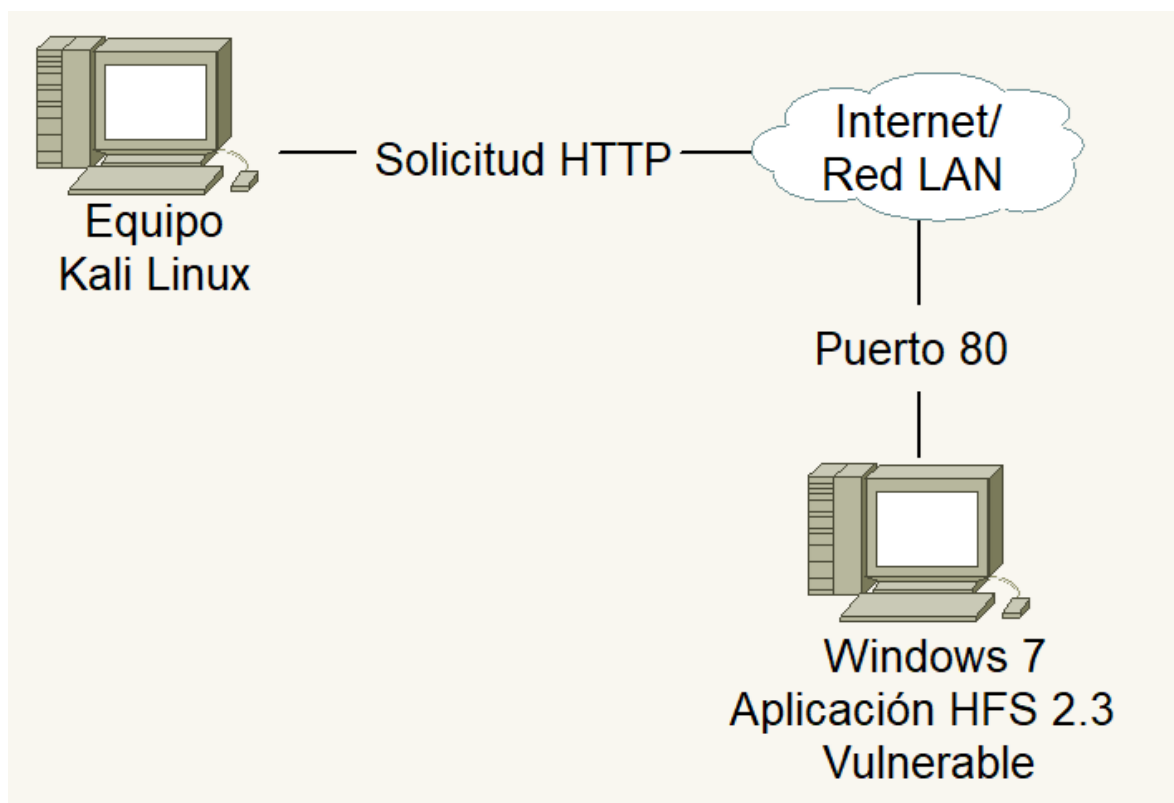 Equipo
Kali Linux
Solicitud HTTP
Internet/
Red LAN
Puerto 80
Windows 7
Aplicación HFS 2.3
Vulnerable